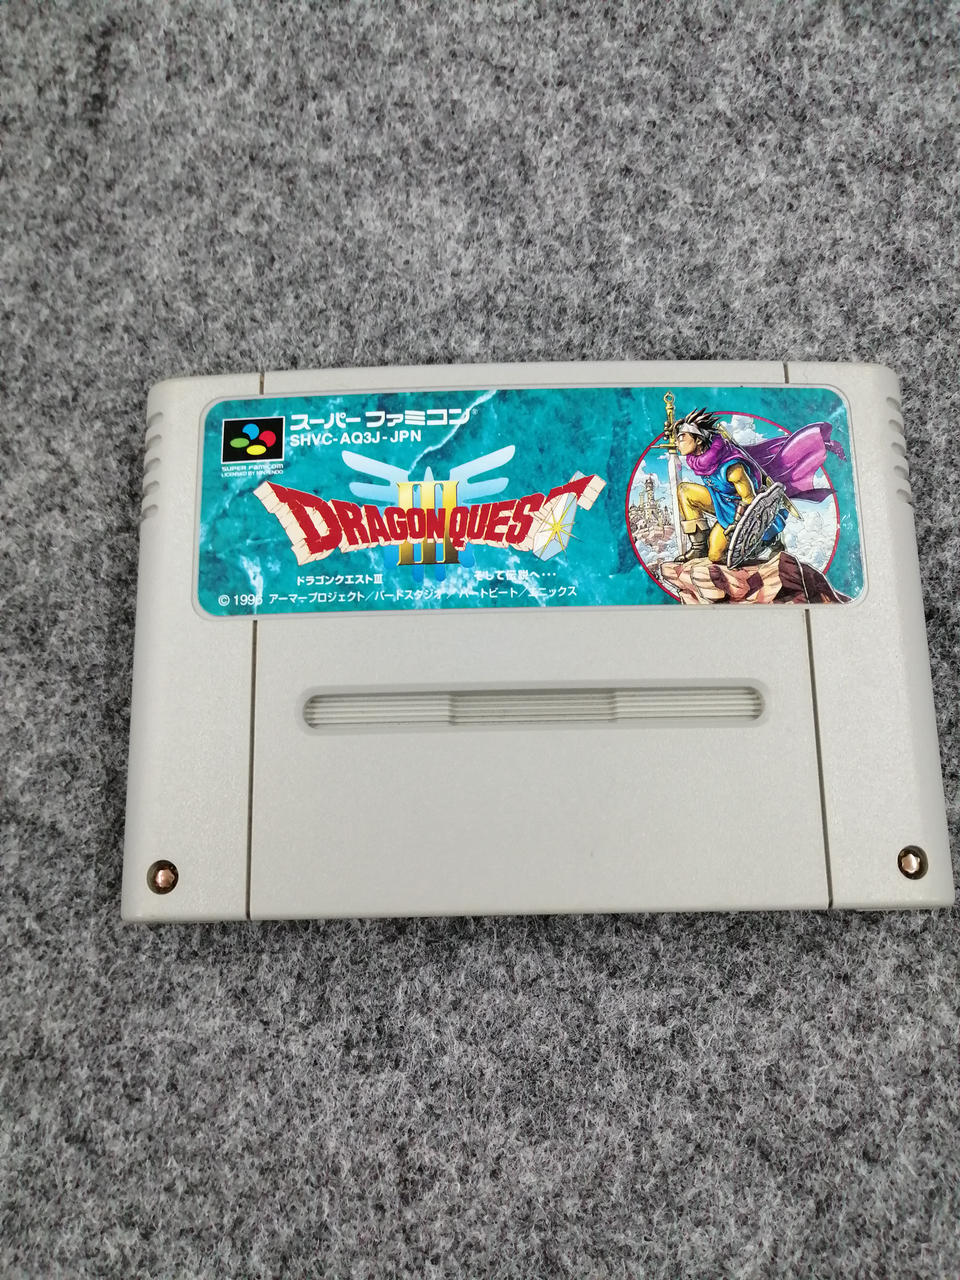 スーパーファミコン®
SHVC-AQ3J-JPN
SUPER FAMICOM
LICENSED BY NINTENDO
DRAGON QUEST
III
ドラゴンクエストⅢ そして伝説へ…
© 1996 アーマープロジェクト／バードスタジオ／ハートビート／エニックス